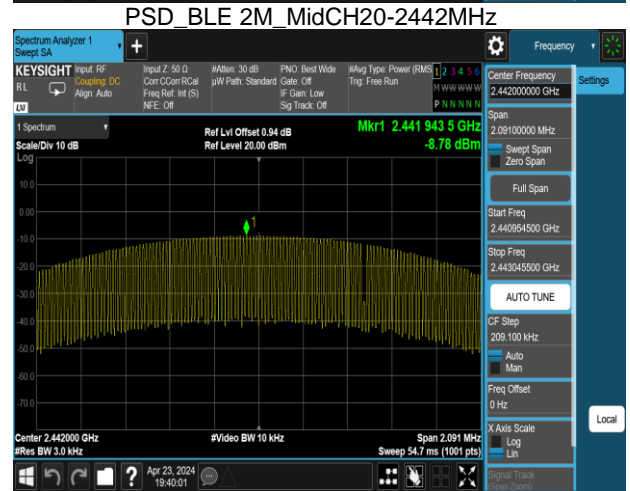 PSD_BLE 2M_MidCH20-2442MHz
Spectrum Analyzer 1
Swept SA
+
Frequency
KEYSIGHT
RL
LXI
Input: RF
Coupling: DC
Align: Auto
Input Z: 50 Ω
Corr CCorr RCal
Freq Ref: Int (S)
NFE: Off
#Atten: 30 dB
µW Path: Standard
PNO: Best Wide
Gate: Off
IF Gain: Low
Sig Track: Off
#Avg Type: Power (RMS
Trig: Free Run
1 2 3 4 5 6
M W W W W W
P N N N N N
Center Frequency
2.442000000 GHz
Settings
Span
2.09100000 MHz
Swept Span
Zero Span
Full Span
Start Freq
2.440954500 GHz
Stop Freq
2.443045500 GHz
AUTO TUNE
CF Step
209.100 kHz
Auto
Man
Freq Offset
0 Hz
X Axis Scale
Log
Lin
Local
Signal Track
(Span Zoom)
1 Spectrum
Scale/Div 10 dB
Ref Lvl Offset 0.94 dB
Ref Level 20.00 dBm
Mkr1 2.441 943 5 GHz
-8.78 dBm
Log
10.0
0.00
-10.0
-20.0
-30.0
-40.0
-50.0
-60.0
-70.0
1
Center 2.442000 GHz
#Video BW 10 kHz
Span 2.091 MHz
#Res BW 3.0 kHz
Sweep 54.7 ms (1001 pts)
?
Apr 23, 2024
19:40:01